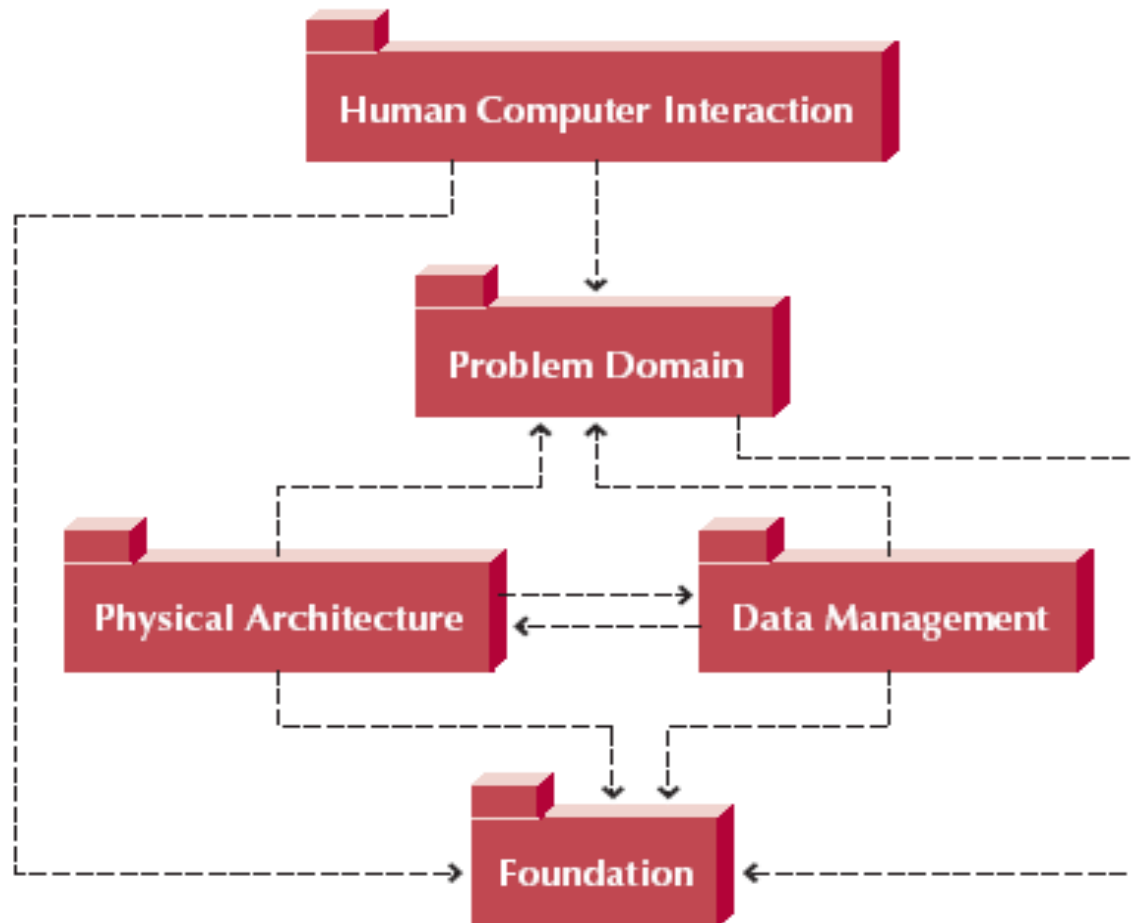 Human Computer Interaction
Problem Domain
Physical Architecture
Data Management
Foundation